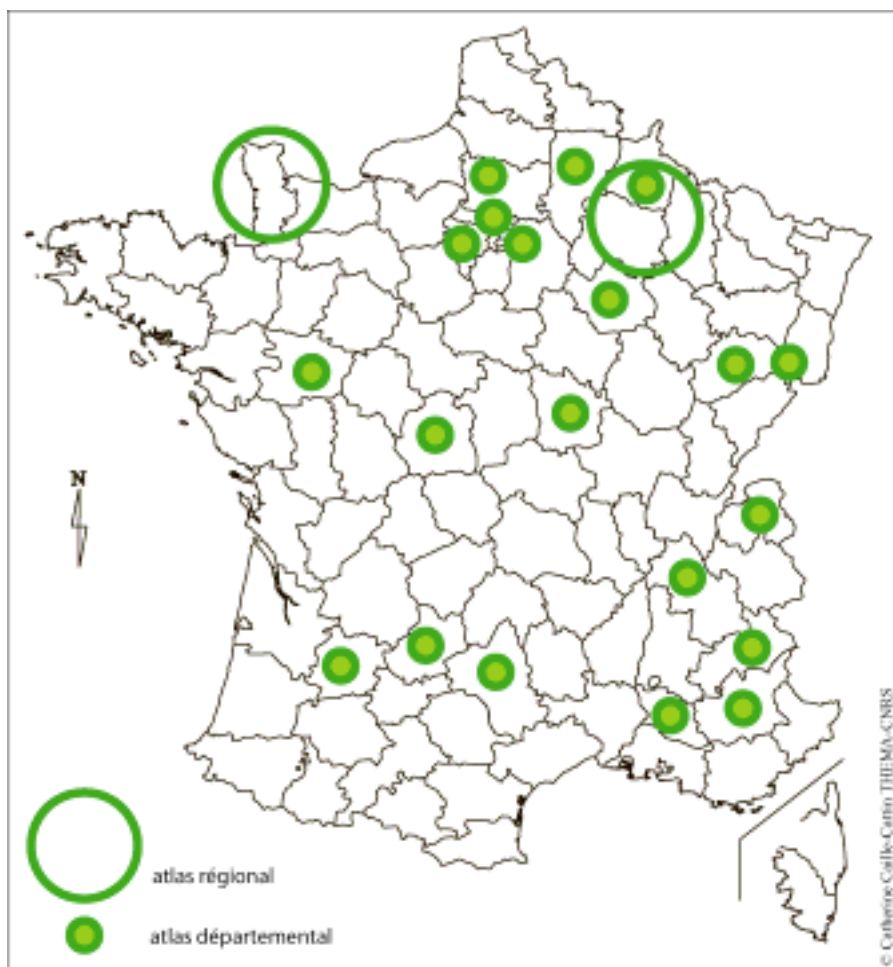 N
atlas régional
atlas départemental
© Catherine Caille-Cattin THEMA-CNRS